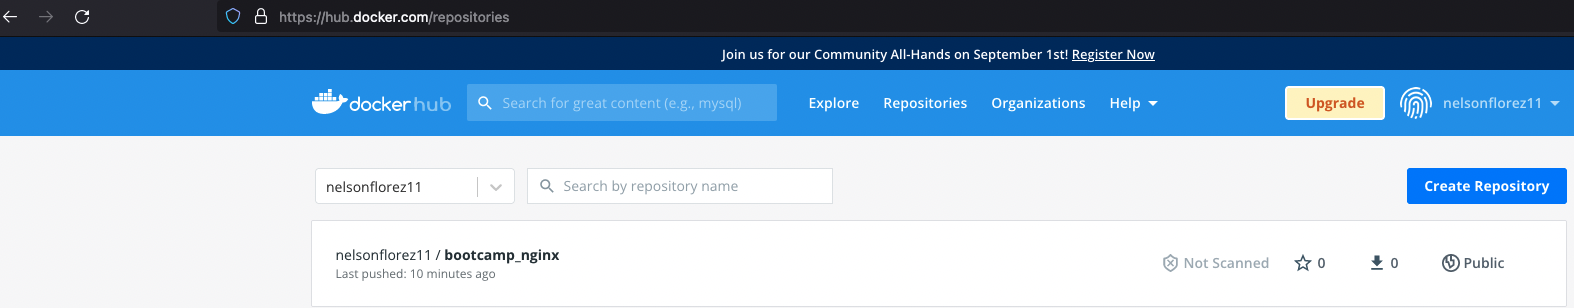 https://hub.docker.com/repositories
Join us for our Community All-Hands on September 1st! Register Now
docker hub
Search for great content (e.g., mysql)
Explore
Repositories
Organizations
Help
Upgrade
nelsonflorez11
nelsonflorez11
Search by repository name
Create Repository
nelsonflorez11 / bootcamp_nginx
Last pushed: 10 minutes ago
Not Scanned
0
0
Public